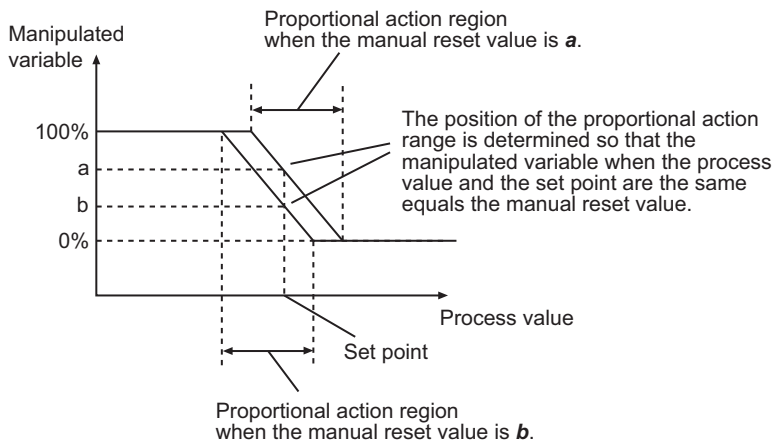 Proportional action region
when the manual reset value is a.
Manipulated
variable
100%
a
b
0%
The position of the proportional action
range is determined so that the
manipulated variable when the process
value and the set point are the same
equals the manual reset value.
Process value
Set point
Proportional action region
when the manual reset value is b.